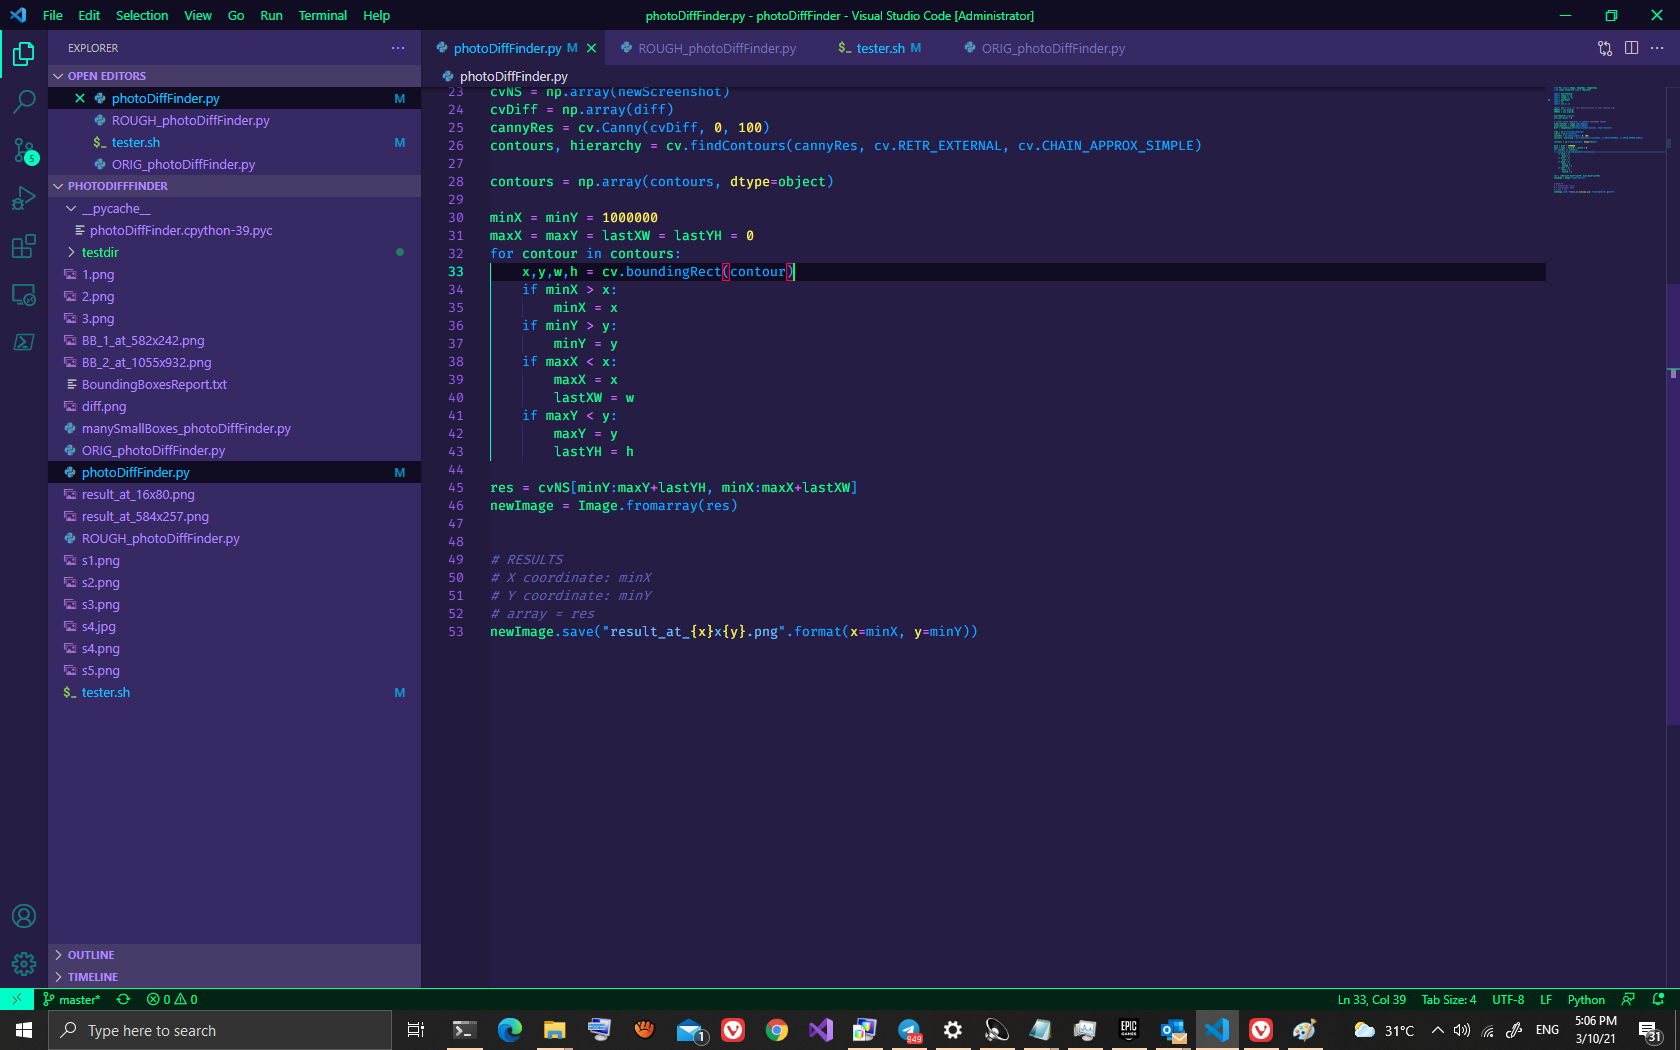 File Edit Selection View Go Run Terminal Help
photoDiffFinder.py - photoDiffFinder - Visual Studio Code [Administrator]
EXPLORER
OPEN EDITORS
photoDiffFinder.py M
ROUGH_photoDiffFinder.py
tester.sh M
ORIG_photoDiffFinder.py
PHOTODIFFFINDER
__pycache__
photoDiffFinder.cpython-39.pyc
testdir
1.png
2.png
3.png
BB_1_at_582x242.png
BB_2_at_1055x932.png
BoundingBoxesReport.txt
diff.png
manySmallBoxes_photoDiffFinder.py
ORIG_photoDiffFinder.py
photoDiffFinder.py M
result_at_16x80.png
result_at_584x257.png
ROUGH_photoDiffFinder.py
s1.png
s2.png
s3.png
s4.jpg
s4.png
s5.png
tester.sh M
OUTLINE
TIMELINE
5
photoDiffFinder.py M
ROUGH_photoDiffFinder.py
tester.sh M
ORIG_photoDiffFinder.py
photoDiffFinder.py
23 cvNS = np.array(newScreenshot)
24 cvDiff = np.array(diff)
25 cannyRes = cv.Canny(cvDiff, 0, 100)
26 contours, hierarchy = cv.findContours(cannyRes, cv.RETR_EXTERNAL, cv.CHAIN_APPROX_SIMPLE)
27
28 contours = np.array(contours, dtype=object)
29
30 minX = minY = 1000000
31 maxX = maxY = lastXW = lastYH = 0
32 for contour in contours:
33 x,y,w,h = cv.boundingRect(contour)
34 if minX > x:
35 minX = x
36 if minY > y:
37 minY = y
38 if maxX < x:
39 maxX = x
40 lastXW = w
41 if maxY < y:
42 maxY = y
43 lastYH = h
44
45 res = cvNS[minY:maxY+lastYH, minX:maxX+lastXW]
46 newImage = Image.fromarray(res)
47
48
49 # RESULTS
50 # X coordinate: minX
51 # Y coordinate: minY
52 # array = res
53 newImage.save("result_at_{x}x{y}.png".format(x=minX, y=minY))
master* 0 0
Ln 33, Col 39 Tab Size: 4 UTF-8 LF Python
Type here to search
1
949
EPIC GAMES
31°C
ENG
5:06 PM
3/10/21
31